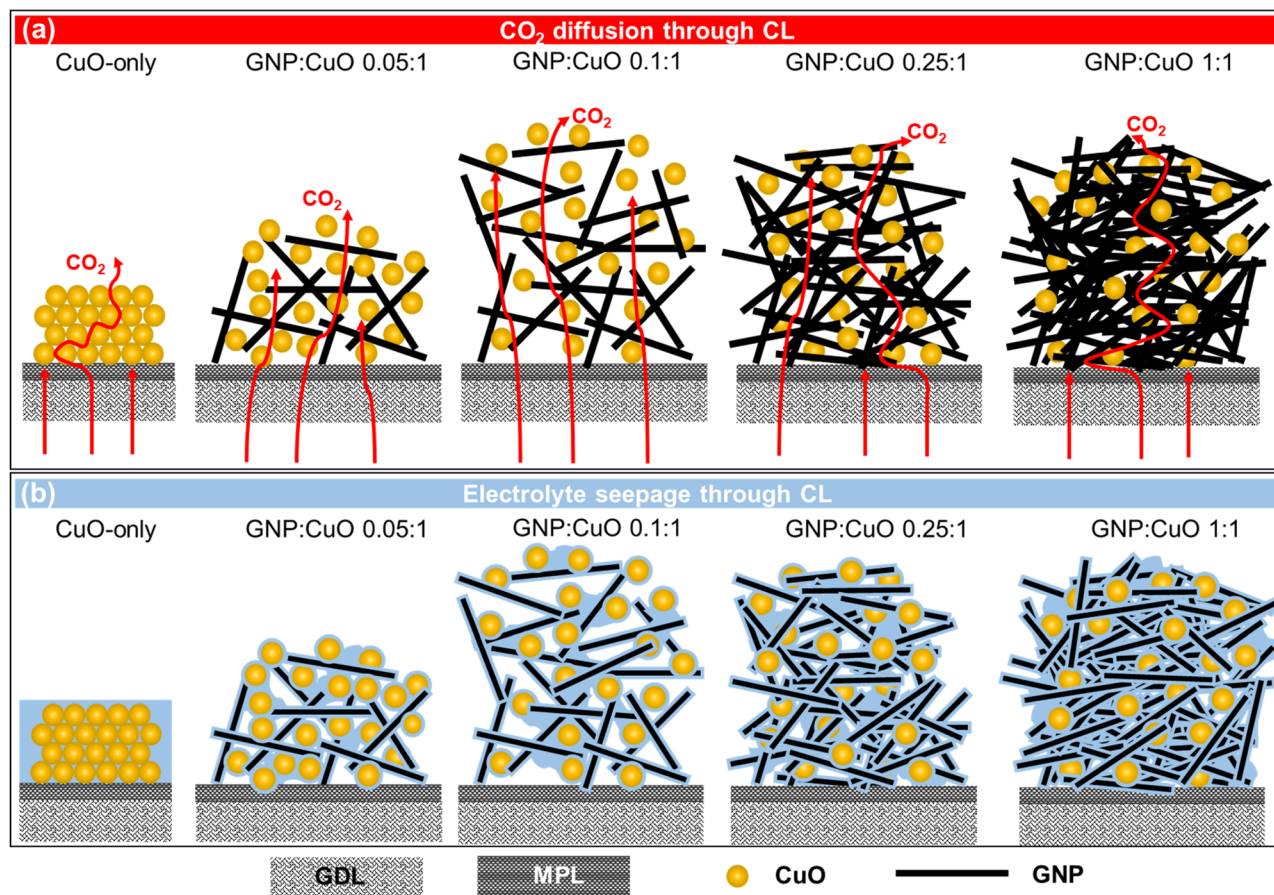 (a)
CO₂ diffusion through CL
CuO-only
GNP:CuO 0.05:1
GNP:CuO 0.1:1
GNP:CuO 0.25:1
GNP:CuO 1:1
CO₂
CO₂
CO₂
CO₂
CO₂
(b)
Electrolyte seepage through CL
CuO-only
GNP:CuO 0.05:1
GNP:CuO 0.1:1
GNP:CuO 0.25:1
GNP:CuO 1:1
GDL
MPL
CuO
GNP